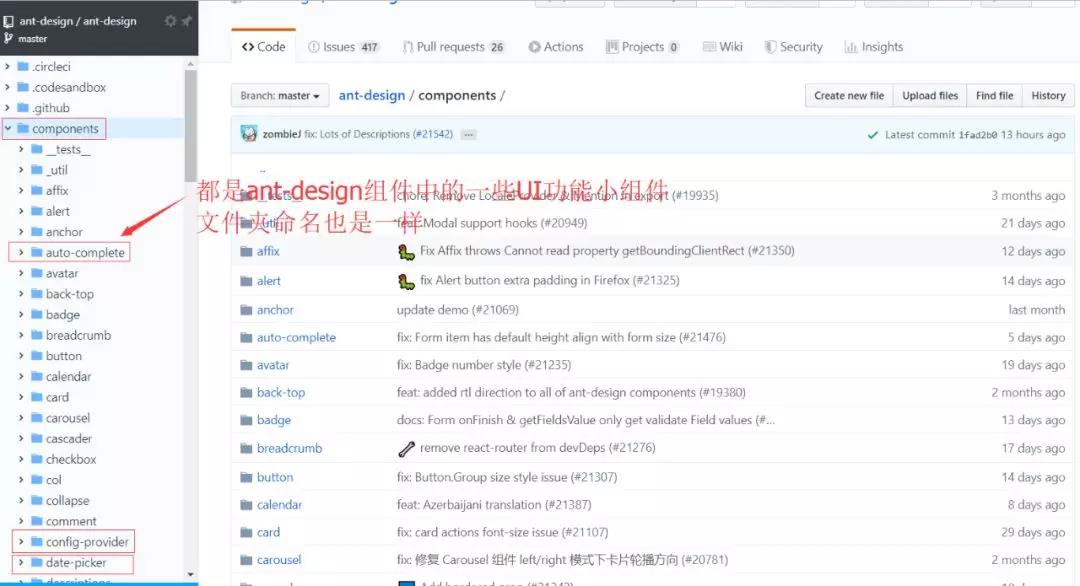 ant-design / ant-design
master
.circleci
.codesandbox
.github
components
__tests__
_util
affix
alert
anchor
auto-complete
avatar
back-top
badge
breadcrumb
button
calendar
card
carousel
cascader
checkbox
col
collapse
comment
config-provider
date-picker
descriptions
Code
Issues 417
Pull requests 26
Actions
Projects 0
Wiki
Security
Insights
Branch: master
ant-design / components /
Create new file
Upload files
Find file
History
zombieJ fix: Lots of Descriptions (#21542) ...
Latest commit 1fad2b0 13 hours ago
..
都是ant-design组件中的一些UI功能小组件
文件夹命名也是一样
__tests__ chore: Remove LocaleProvider & Mention in export (#19935) 3 months ago
_util feat: Modal support hooks (#20949) 21 days ago
affix Fix Affix throws Cannot read property getBoundingClientRect (#21350) 12 days ago
alert fix Alert button extra padding in Firefox (#21325) 14 days ago
anchor update demo (#21069) last month
auto-complete fix: Form item has default height align with form size (#21476) 5 days ago
avatar fix: Badge number style (#21235) 19 days ago
back-top feat: added rtl direction to all of ant-design components (#19380) 2 months ago
badge docs: Form onFinish & getFieldsValue only get validate Field values (#... 13 days ago
breadcrumb remove react-router from devDeps (#21276) 17 days ago
button fix: Button.Group size style issue (#21307) 14 days ago
calendar feat: Azerbaijani translation (#21387) 8 days ago
card fix: card actions font-size issue (#21107) 29 days ago
carousel fix: 修复 Carousel 组件 left/right 模式下卡片轮播方向 (#20781) 2 months ago